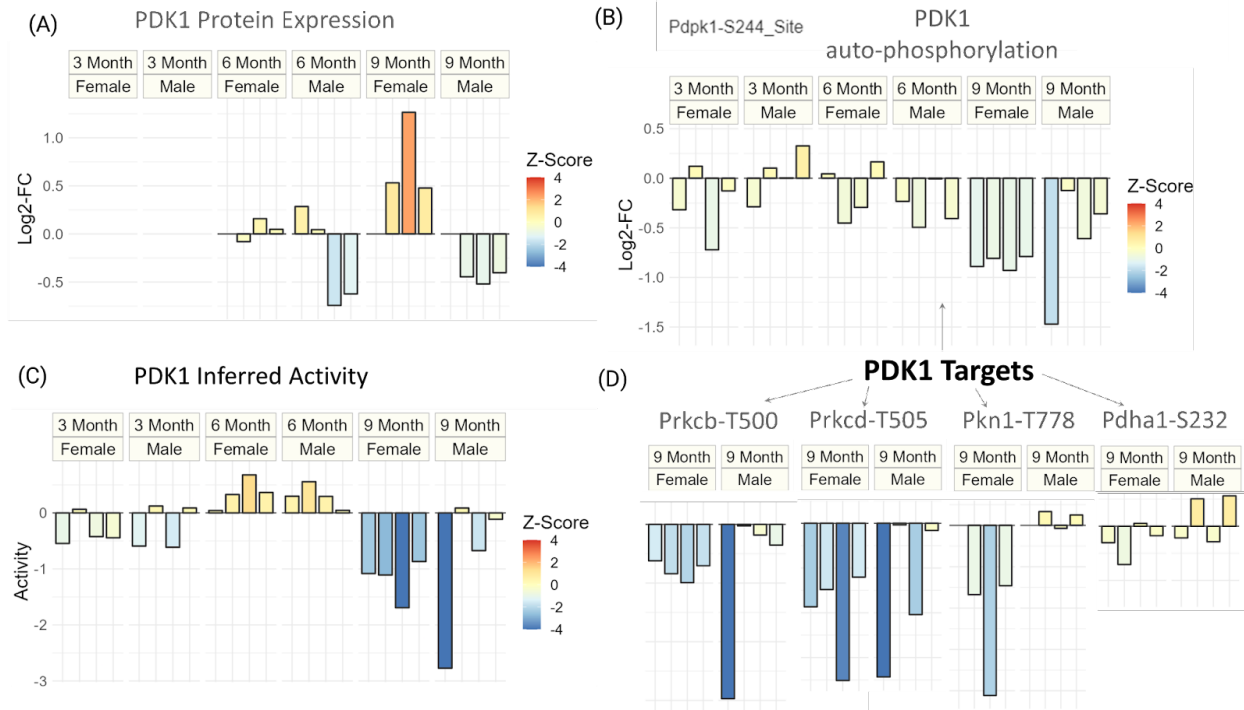 (A)
PDK1 Protein Expression
3 Month 3 Month 6 Month 6 Month 9 Month 9 Month
Female Male Female Male Female Male
Log2-FC
1.0
0.5
0.0
-0.5
Z-Score
4
2
0
-2
-4
(B)
Pdpk1-S244_Site
PDK1
auto-phosphorylation
3 Month 3 Month 6 Month 6 Month 9 Month 9 Month
Female Male Female Male Female Male
Log2-FC
0.5
0.0
-0.5
-1.0
-1.5
Z-Score
4
2
0
-2
-4
(C)
PDK1 Inferred Activity
3 Month 3 Month 6 Month 6 Month 9 Month 9 Month
Female Male Female Male Female Male
Activity
0
-1
-2
-3
Z-Score
4
2
0
-2
-4
(D)
PDK1 Targets
Prkcb-T500 Prkcd-T505 Pkn1-T778 Pdha1-S232
9 Month 9 Month 9 Month 9 Month 9 Month 9 Month 9 Month 9 Month
Female Male Female Male Female Male Female Male